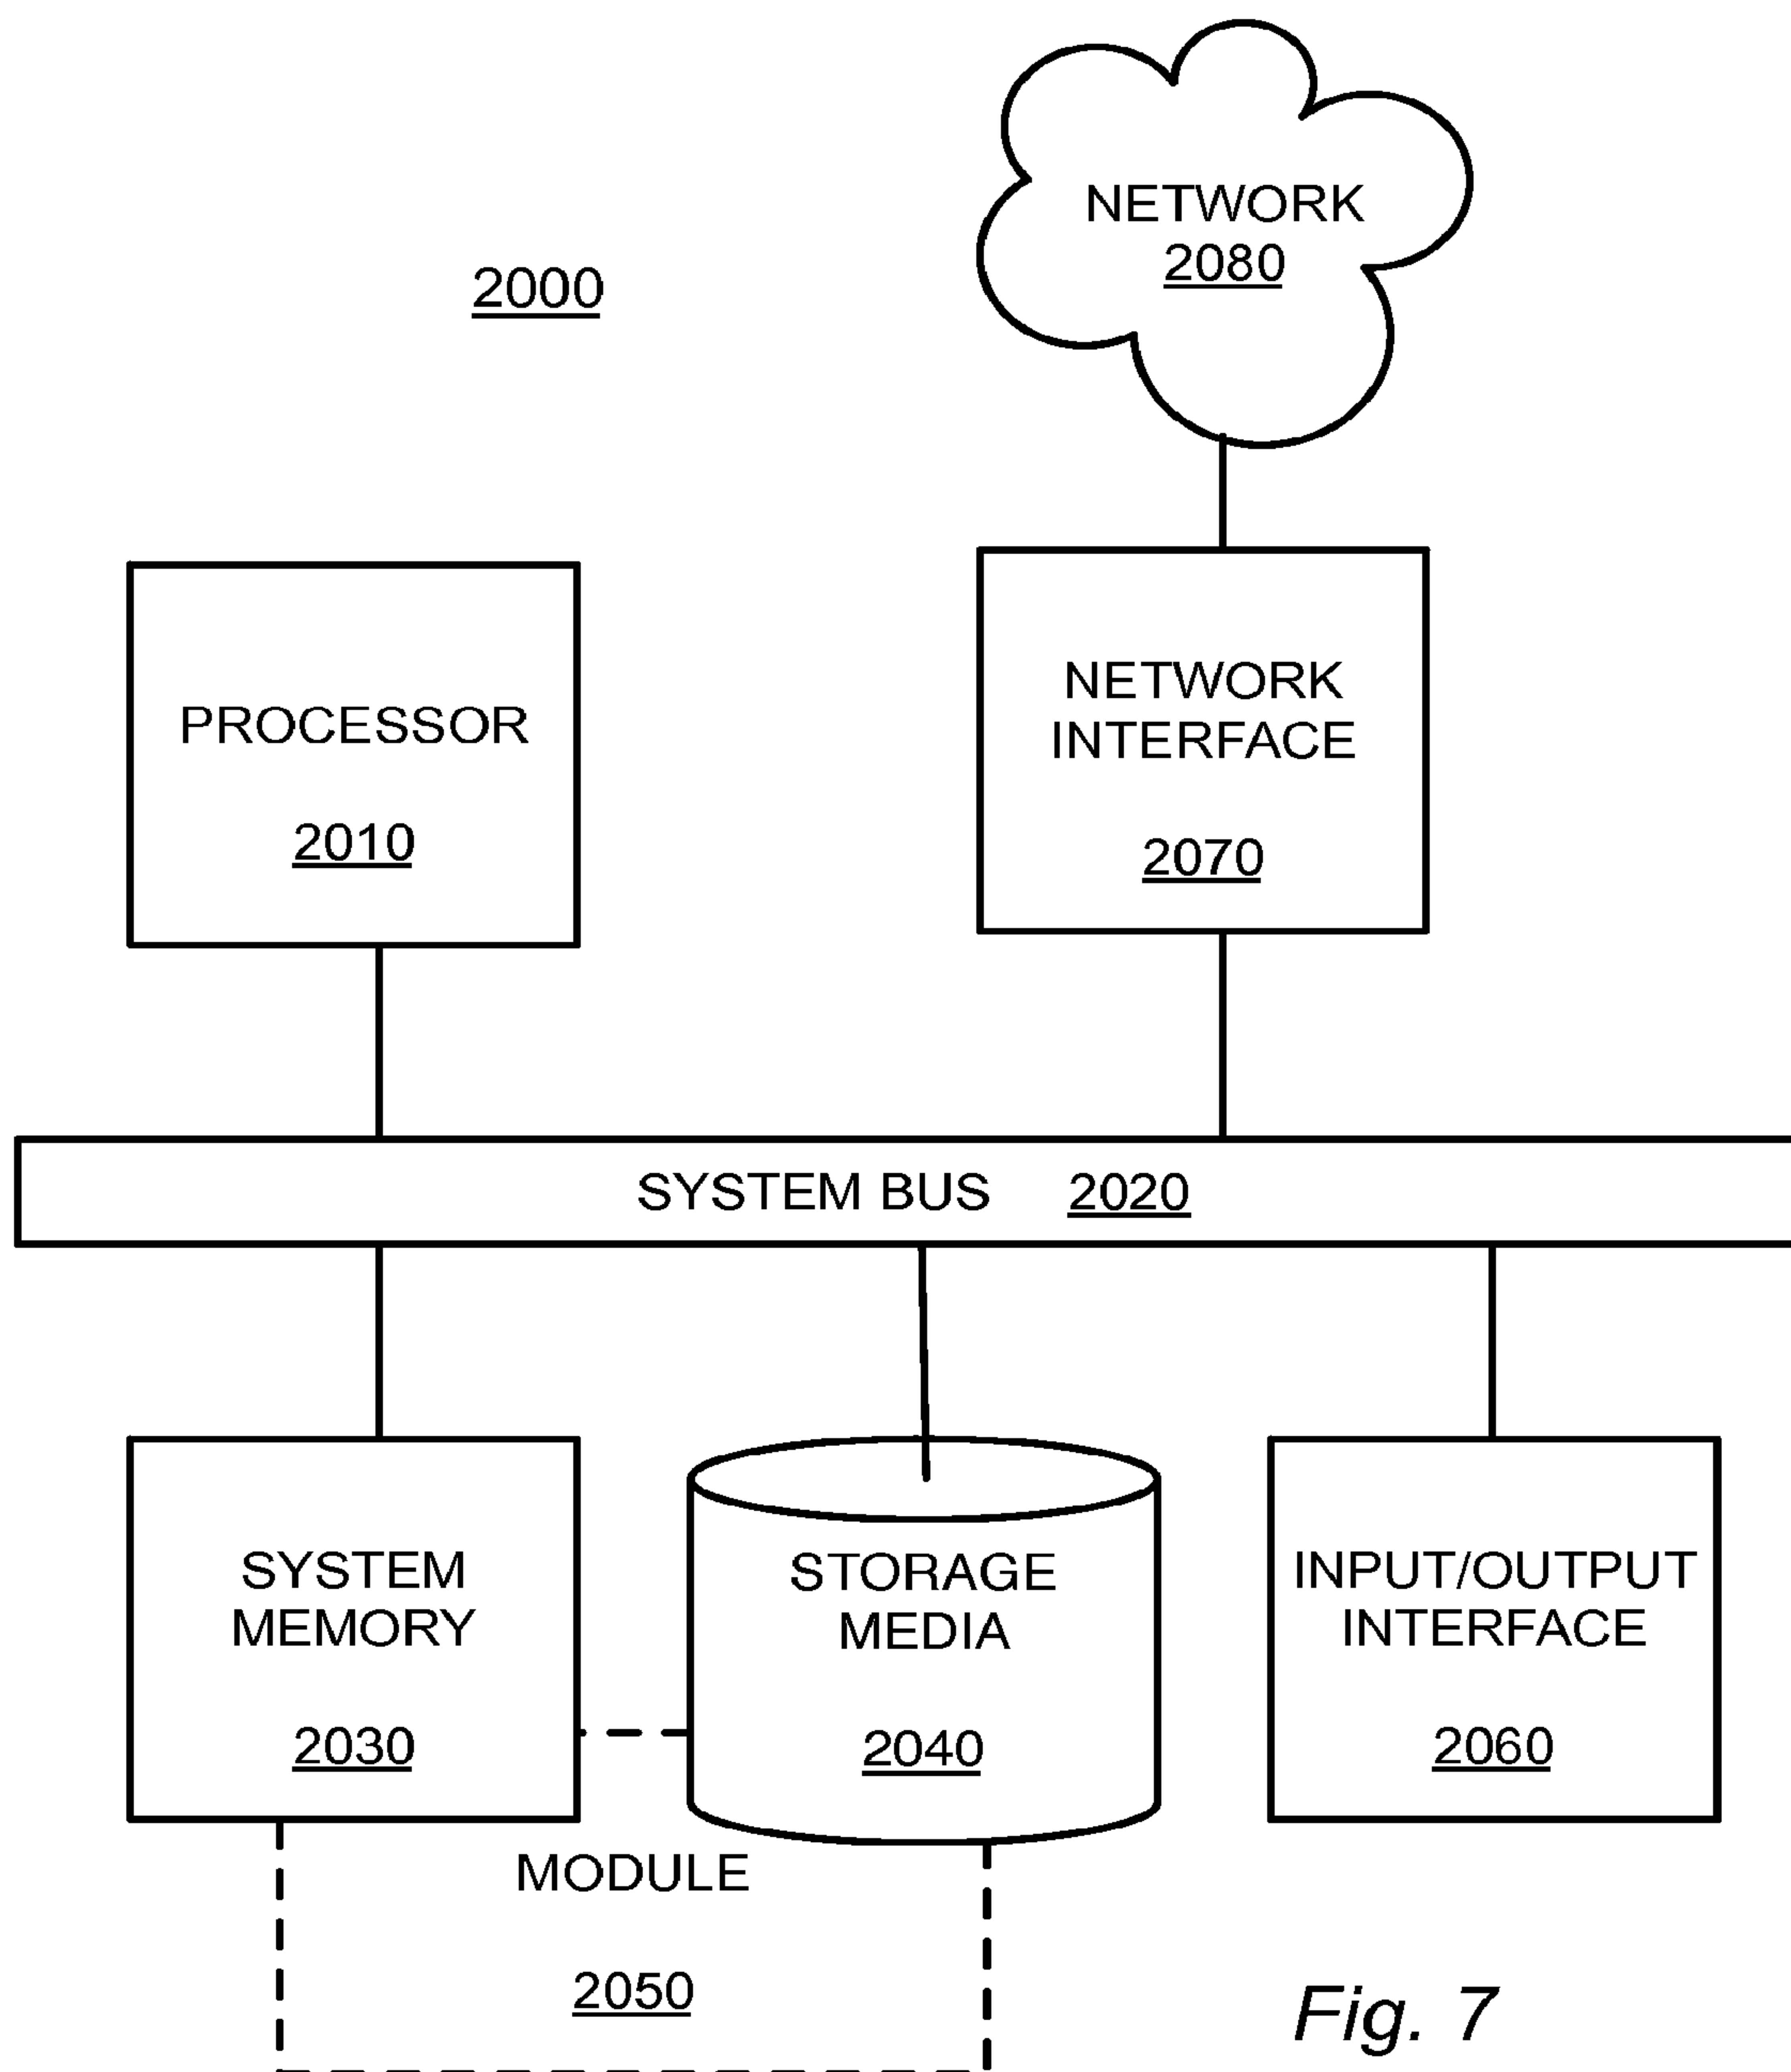 NETWORK
2080
2000
PROCESSOR
2010
NETWORK
INTERFACE
2070
SYSTEM BUS 2020
SYSTEM
MEMORY
2030
STORAGE
MEDIA
2040
INPUT/OUTPUT
INTERFACE
2060
MODULE
2050
Fig. 7